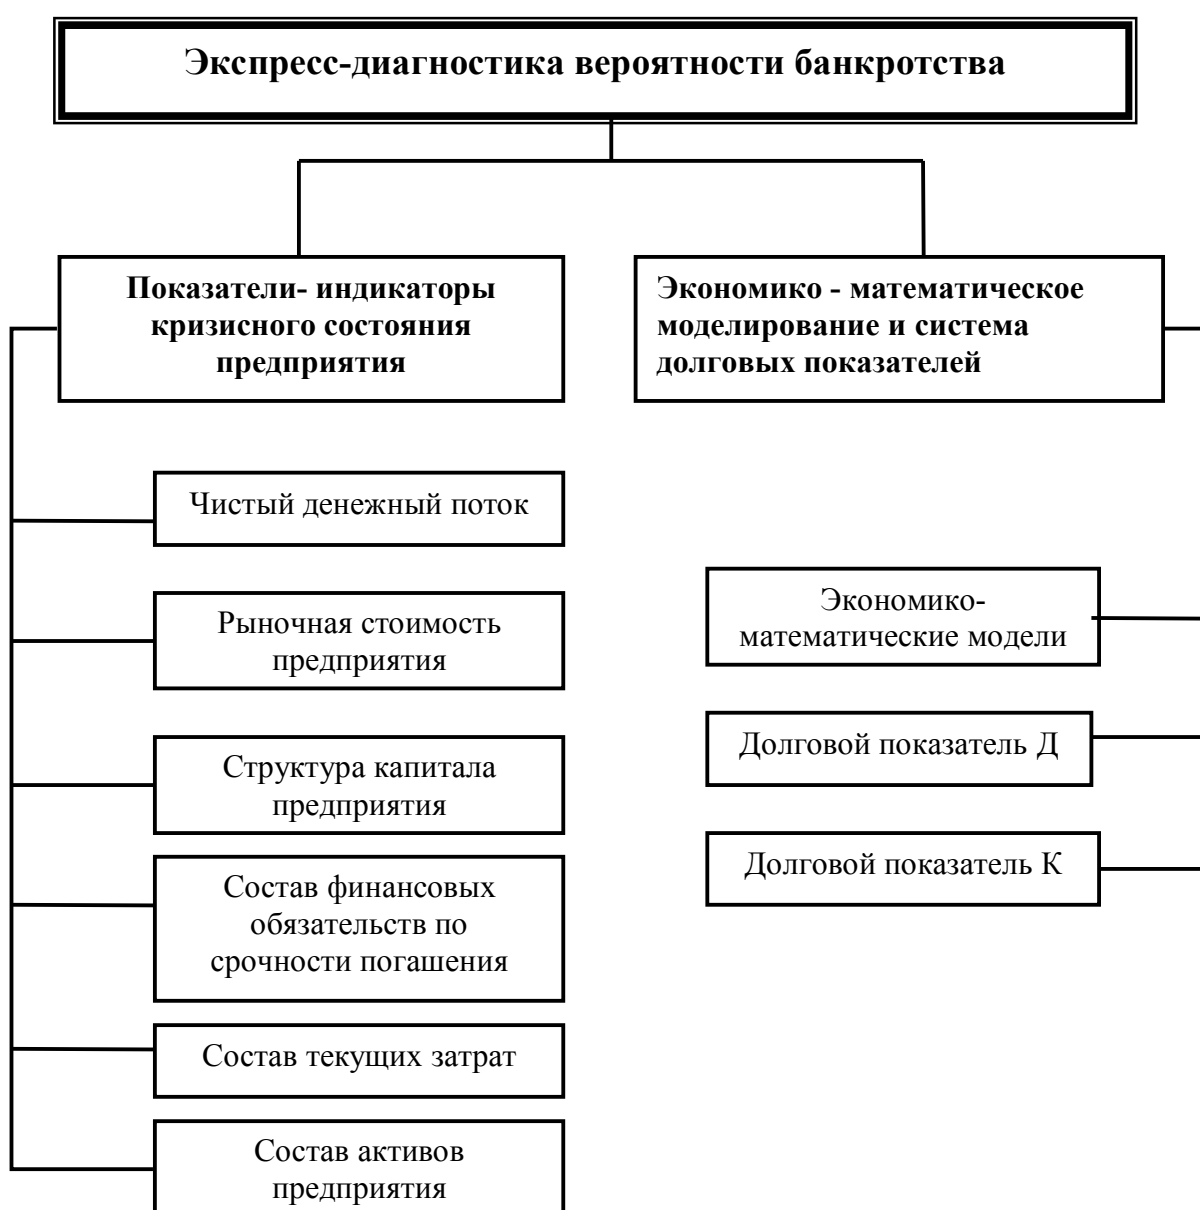 Экспресс-диагностика вероятности банкротства
Показатели- индикаторы
кризисного состояния
предприятия
Экономико - математическое
моделирование и система
долговых показателей
Чистый денежный поток
Рыночная стоимость
предприятия
Структура капитала
предприятия
Состав финансовых
обязательств по
срочности погашения
Состав текущих затрат
Состав активов
предприятия
Экономико-
математические модели
Долговой показатель Д
Долговой показатель К